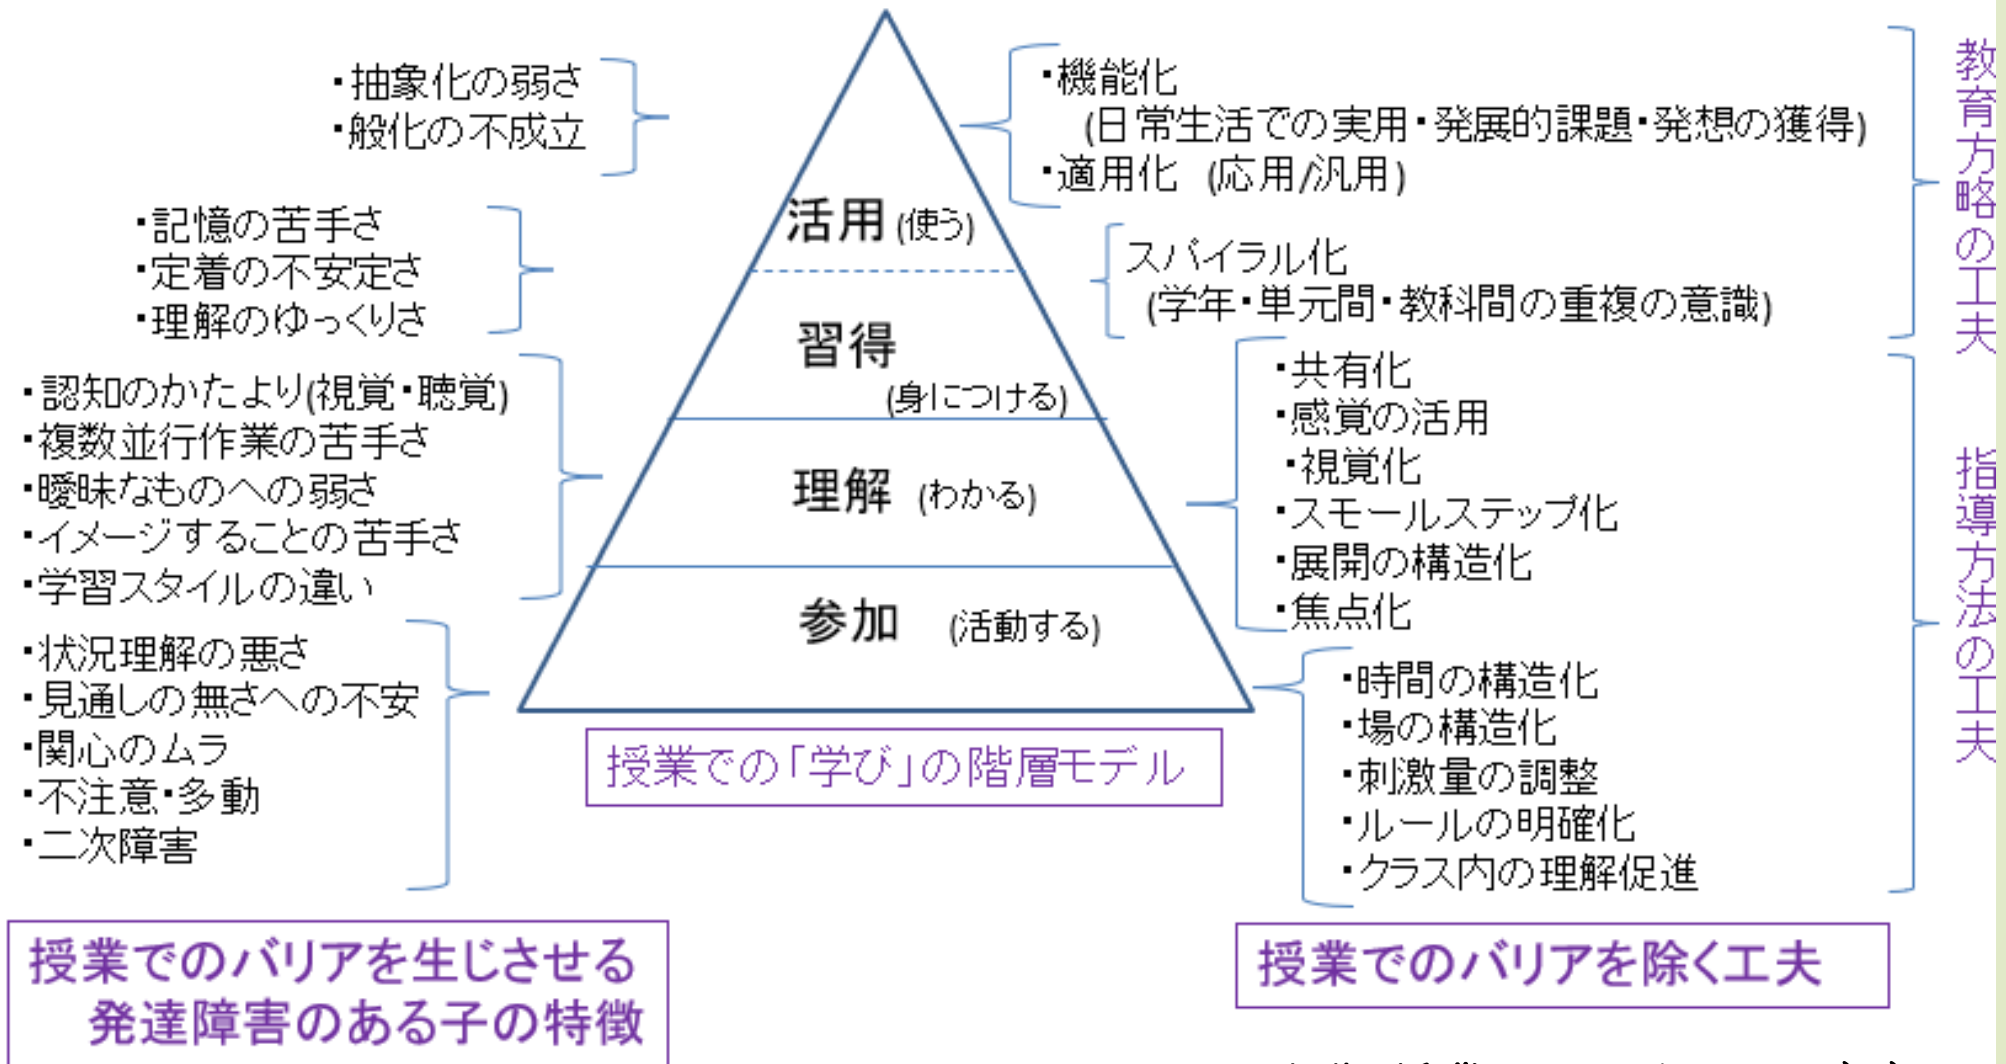 ・抽象化の弱さ
・般化の不成立
・記憶の苦手さ
・定着の不安定さ
・理解のゆっくりさ
・認知のかたより(視覚・聴覚)
・複数並行作業の苦手さ
・曖昧なものへの弱さ
・イメージすることの苦手さ
・学習スタイルの違い
・状況理解の悪さ
・見通しの無さへの不安
・関心のムラ
・不注意・多動
・二次障害
授業でのバリアを生じさせる
発達障害のある子の特徴
活用(使う)
習得
(身につける)
理解 (わかる)
参加 (活動する)
授業での「学び」の階層モデル
・機能化
(日常生活での実用・発展的課題・発想の獲得)
・適用化 (応用/汎用)
スパイラル化
(学年・単元間・教科間の重複の意識)
・共有化
・感覚の活用
・視覚化
・スモールステップ化
・展開の構造化
・焦点化
・時間の構造化
・場の構造化
・刺激量の調整
・ルールの明確化
・クラス内の理解促進
授業でのバリアを除く工夫
教育方略の工夫
指導方法の工夫